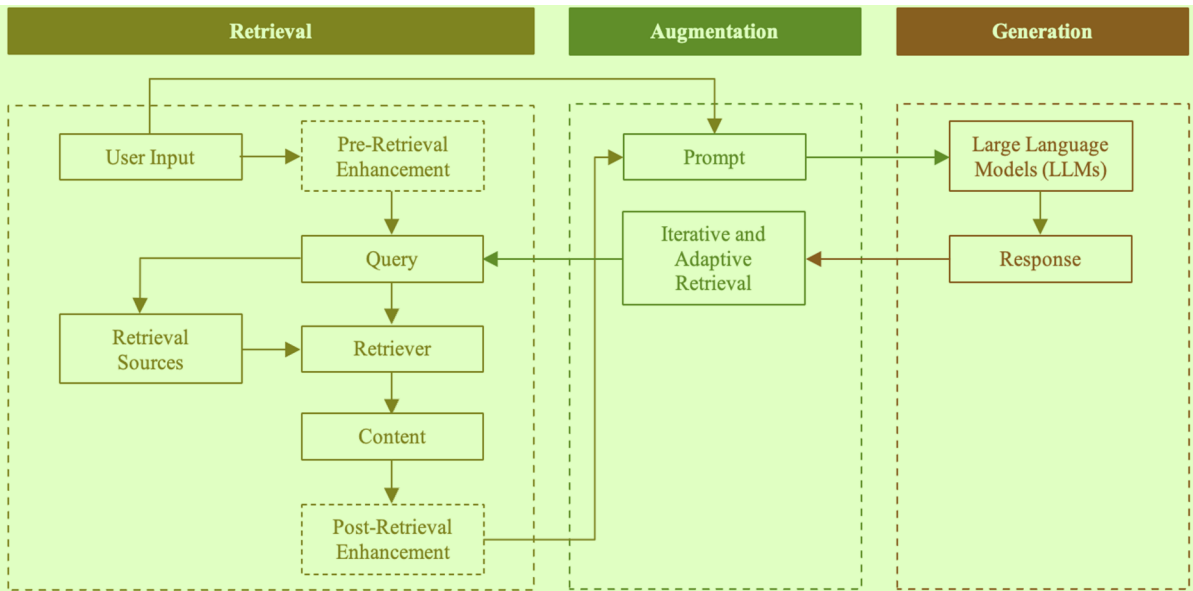 Retrieval
Augmentation
Generation
User Input
Pre-Retrieval
Enhancement
Query
Retrieval
Sources
Retriever
Content
Post-Retrieval
Enhancement
Prompt
Iterative and
Adaptive
Retrieval
Large Language
Models (LLMs)
Response